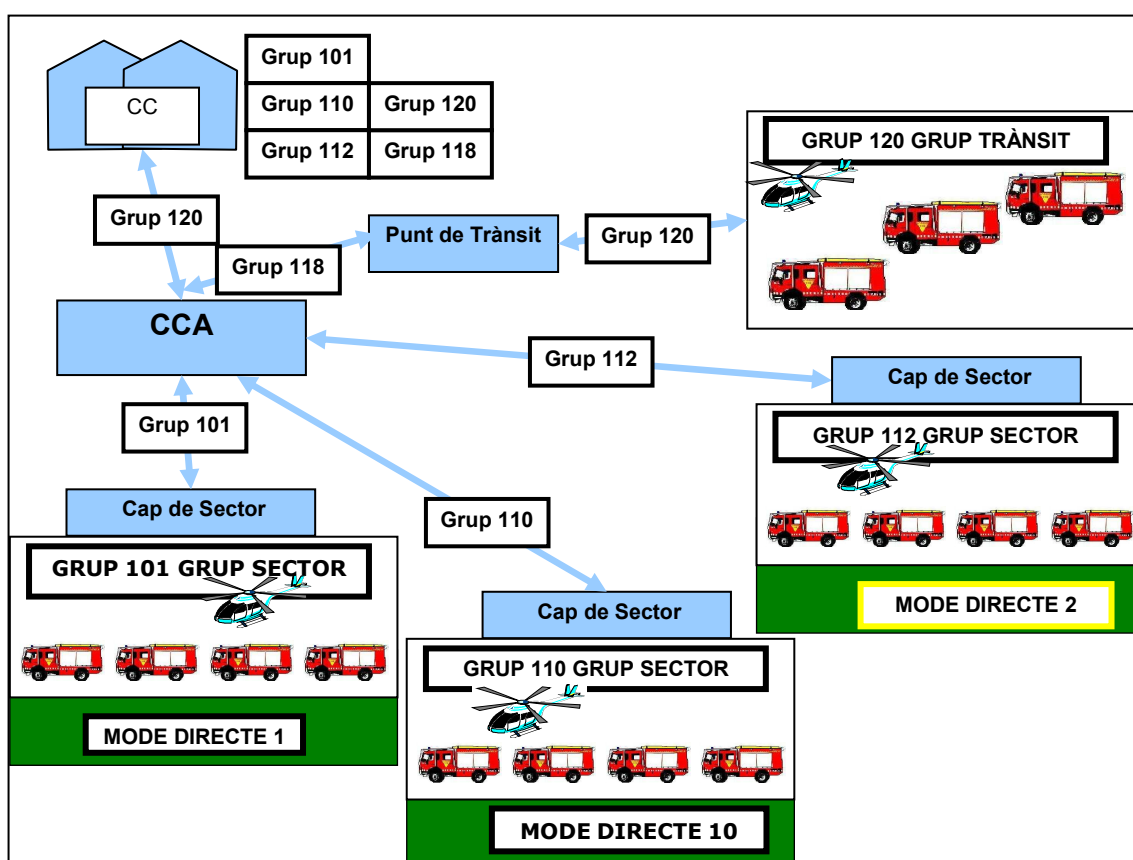 CC
Grup 101
Grup 110
Grup 120
Grup 112
Grup 118
GRUP 120 GRUP TRÀNSIT
Grup 120
Grup 118
Punt de Trànsit
Grup 120
CCA
Grup 112
Cap de Sector
GRUP 112 GRUP SECTOR
MODE DIRECTE 2
Grup 101
Cap de Sector
GRUP 101 GRUP SECTOR
MODE DIRECTE 1
Grup 110
Cap de Sector
GRUP 110 GRUP SECTOR
MODE DIRECTE 10